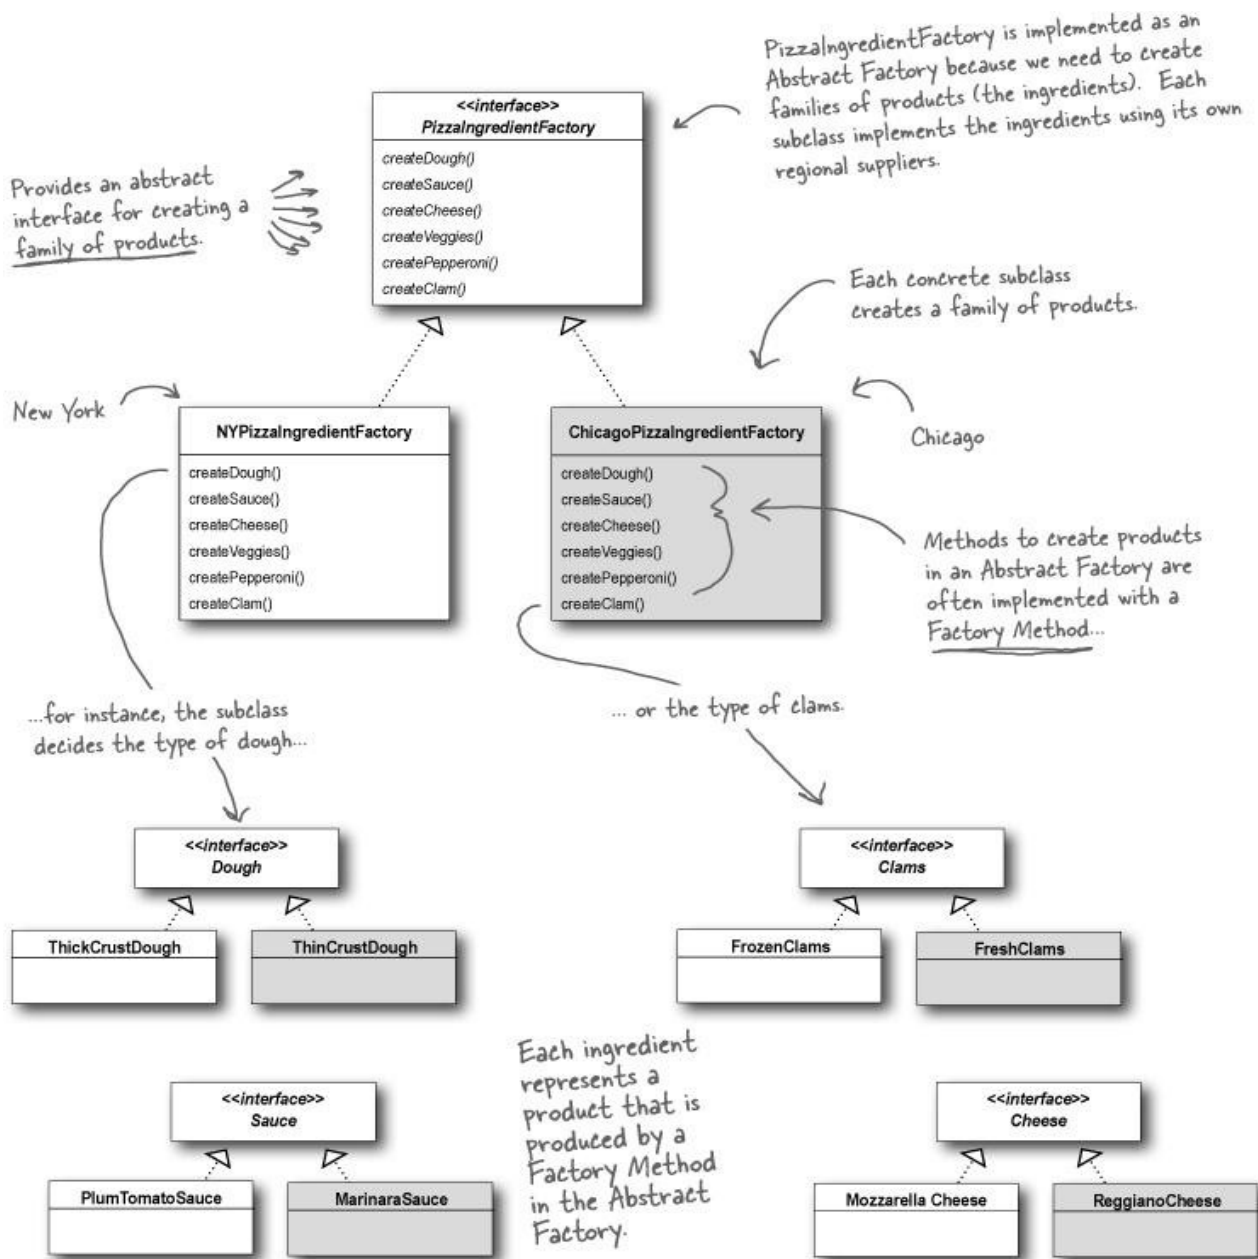 PizzaIngredientFactory is implemented as an
Abstract Factory because we need to create
families of products (the ingredients). Each
subclass implements the ingredients using its own
regional suppliers.
<<interface>>
PizzaIngredientFactory
createDough()
createSauce()
createCheese()
createVeggies()
createPepperoni()
createClam()
Provides an abstract
interface for creating a
family of products.
Each concrete subclass
creates a family of products.
New York
NYPizzaIngredientFactory
createDough()
createSauce()
createCheese()
createVeggies()
createPepperoni()
createClam()
ChicagoPizzaIngredientFactory
createDough()
createSauce()
createCheese()
createVeggies()
createPepperoni()
createClam()
Chicago
Methods to create products
in an Abstract Factory are
often implemented with a
Factory Method...
...for instance, the subclass
decides the type of dough...
... or the type of clams.
<<interface>>
Dough
ThickCrustDough
ThinCrustDough
<<interface>>
Clams
FrozenClams
FreshClams
Each ingredient
represents a
product that is
produced by a
Factory Method
in the Abstract
Factory.
<<interface>>
Sauce
PlumTomatoSauce
MarinaraSauce
<<interface>>
Cheese
Mozzarella Cheese
ReggianoCheese